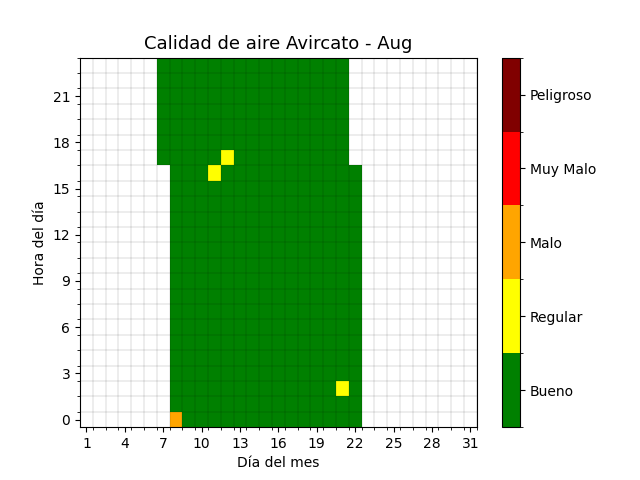 Calidad de aire Avircato - Aug
Hora del día
21
18
15
12
9
6
3
0
1 4 7 10 13 16 19 22 25 28 31
Día del mes
Peligroso
Muy Malo
Malo
Regular
Bueno